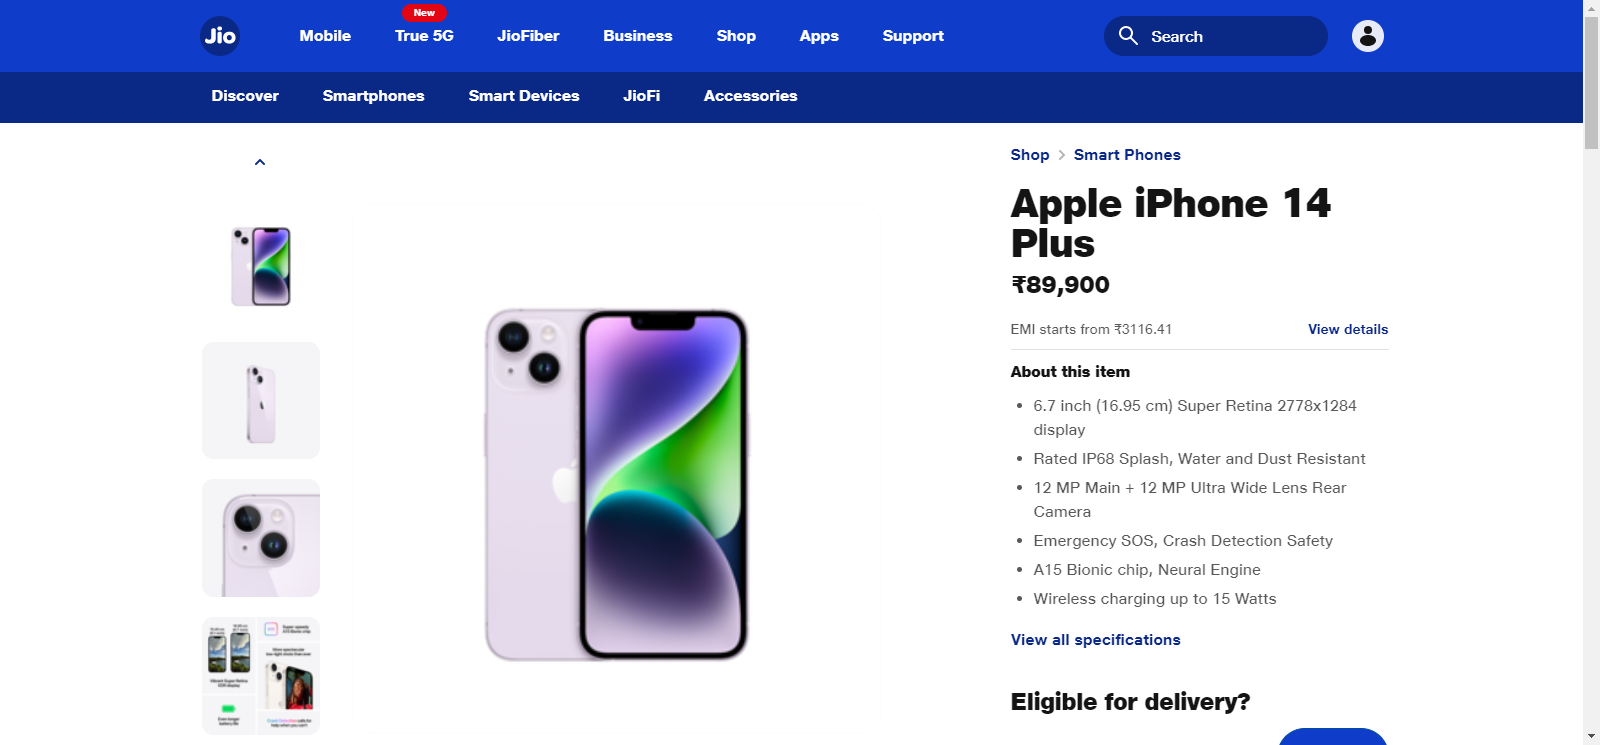 New
Jio
Mobile
True 5G
JioFiber
Business
Shop
Apps
Support
Search
Discover
Smartphones
Smart Devices
JioFi
Accessories
Shop
Smart Phones
Apple iPhone 14
Plus
₹89,900
EMI starts from ₹3116.41
View details
About this item
6.7 inch (16.95 cm) Super Retina 2778x1284
display
Rated IP68 Splash, Water and Dust Resistant
12 MP Main + 12 MP Ultra Wide Lens Rear
Camera
Emergency SOS, Crash Detection Safety
A15 Bionic chip, Neural Engine
Wireless charging up to 15 Watts
View all specifications
Eligible for delivery?